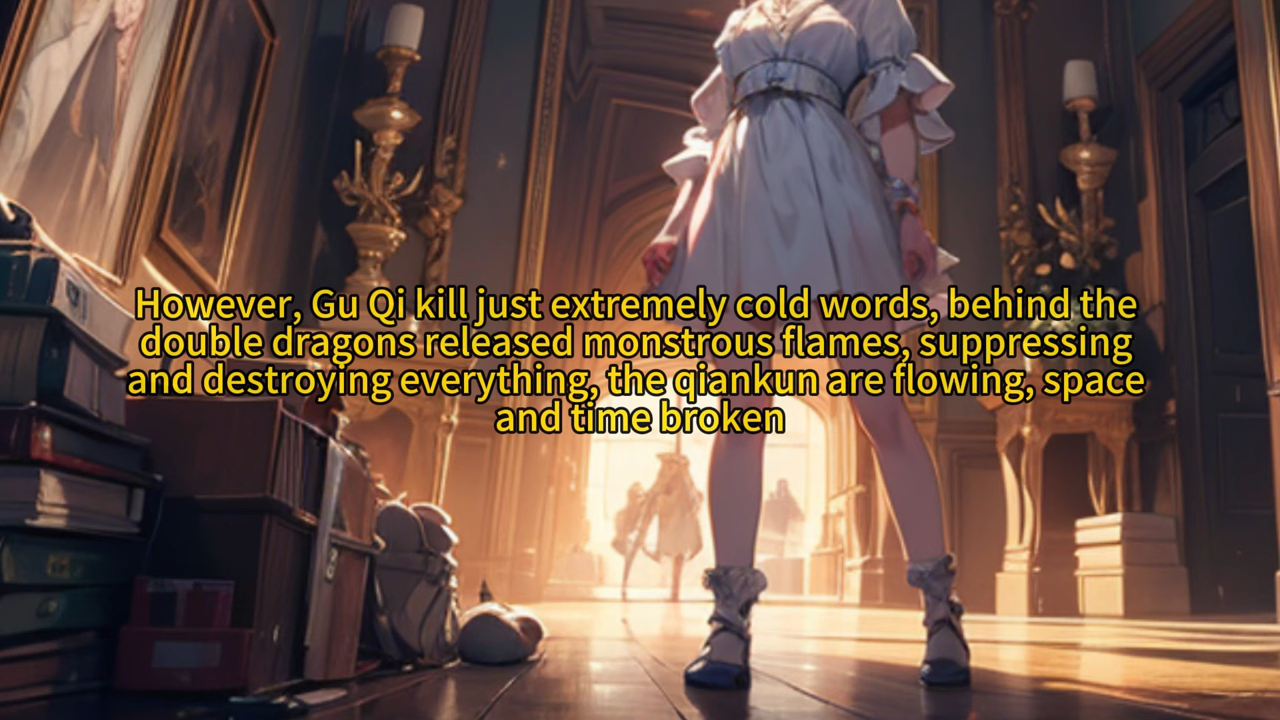 However, Gu Qi kill just extremely cold words, behind the
double dragons released monstrous flames, suppressing
and destroying everything, the qiankun are flowing, space
and time broken